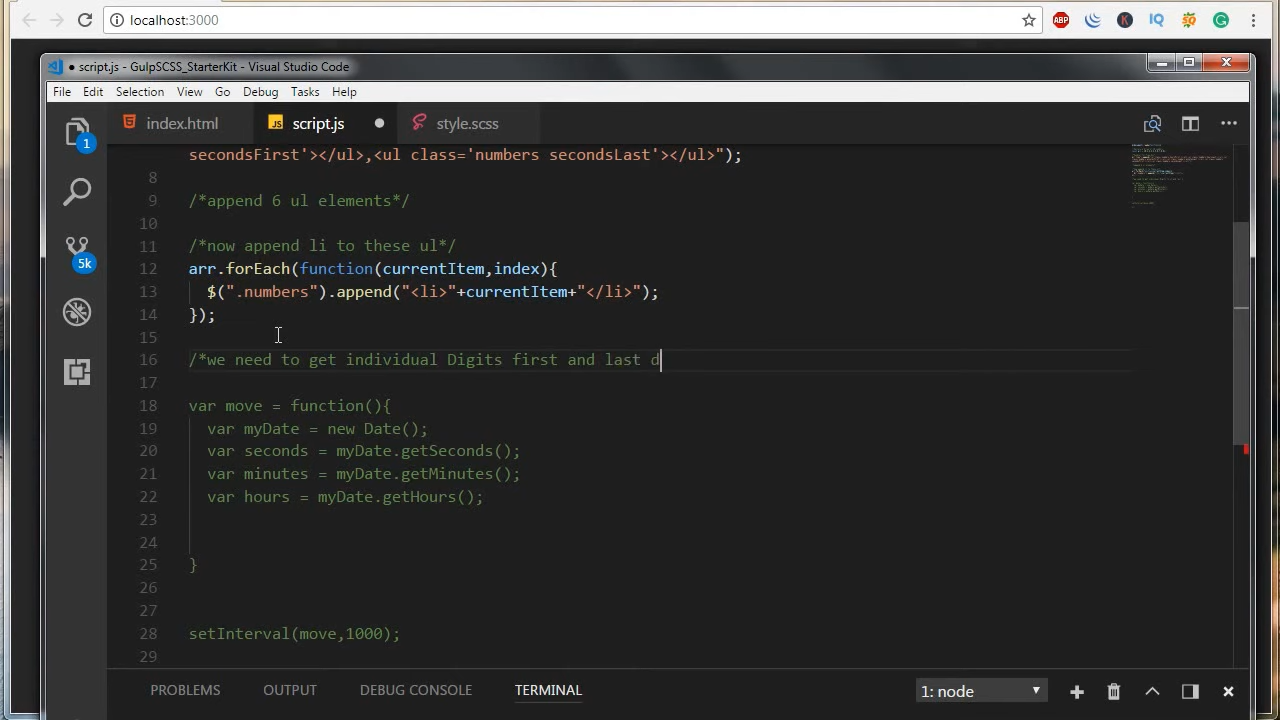 localhost:3000
ABP
K
IQ
script.js - GulpSCSS_StarterKit - Visual Studio Code
File Edit Selection View Go Debug Tasks Help
index.html JS script.js style.scss
1
5k
secondsFirst'></ul>,<ul class='numbers secondsLast'></ul>");
8
9 /*append 6 ul elements*/
10
11 /*now append li to these ul*/
12 arr.forEach(function(currentItem,index){
13 $(".numbers").append("<li>"+currentItem+"</li>");
14 });
15
16 /*we need to get individual Digits first and last d
17
18 var move = function(){
19 var myDate = new Date();
20 var seconds = myDate.getSeconds();
21 var minutes = myDate.getMinutes();
22 var hours = myDate.getHours();
23
24
25 }
26
27
28 setInterval(move,1000);
29
PROBLEMS OUTPUT DEBUG CONSOLE TERMINAL 1: node